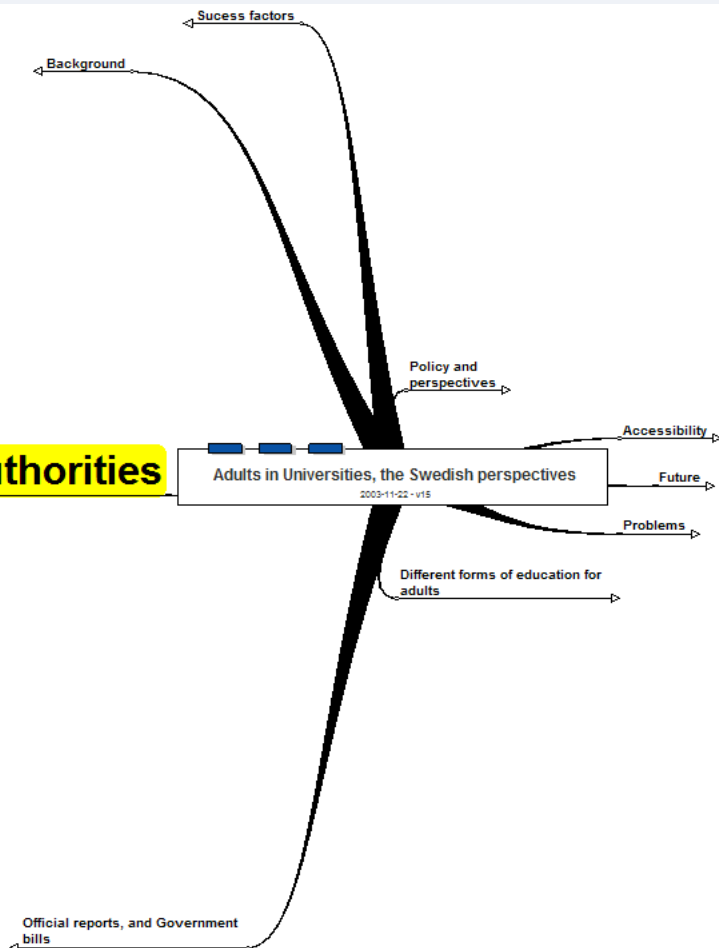 Sucess factors
Background
Policy and
perspectives
Accessibility
uthorities
Adults in Universities, the Swedish perspectives
2003-11-22 - v15
Future
Problems
Different forms of education for
adults
Official reports, and Government
bills